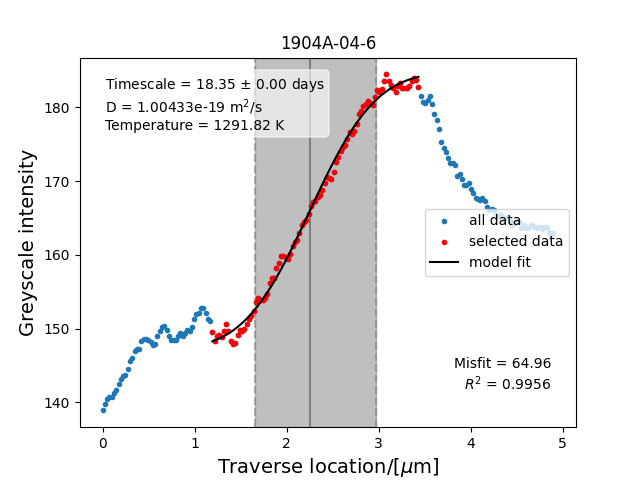 1904A-04-6
Timescale = 18.35 ± 0.00 days
D = 1.00433e-19 m²/s
Temperature = 1291.82 K
Greyscale intensity
180
170
160
150
140
all data
selected data
model fit
Misfit = 64.96
R² = 0.9956
0 1 2 3 4 5
Traverse location/[μm]